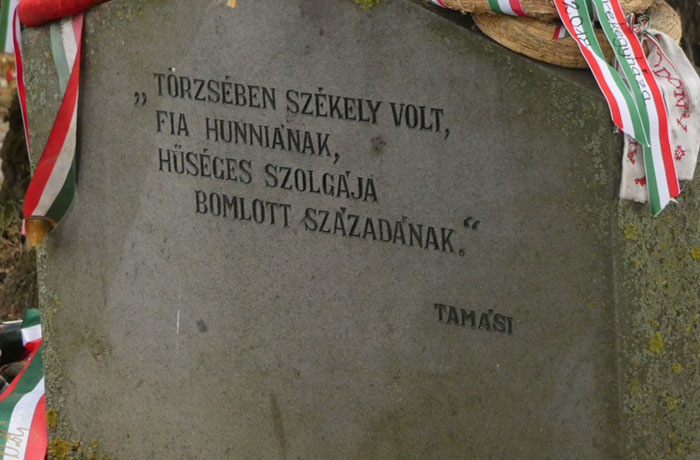 „TÖRZSÉBEN SZÉKELY VOLT,
FIA HUNNIÁNAK,
HŰSÉGES SZOLGÁJA
BOMLOTT SZÁZADÁNAK.“
TAMÁSI